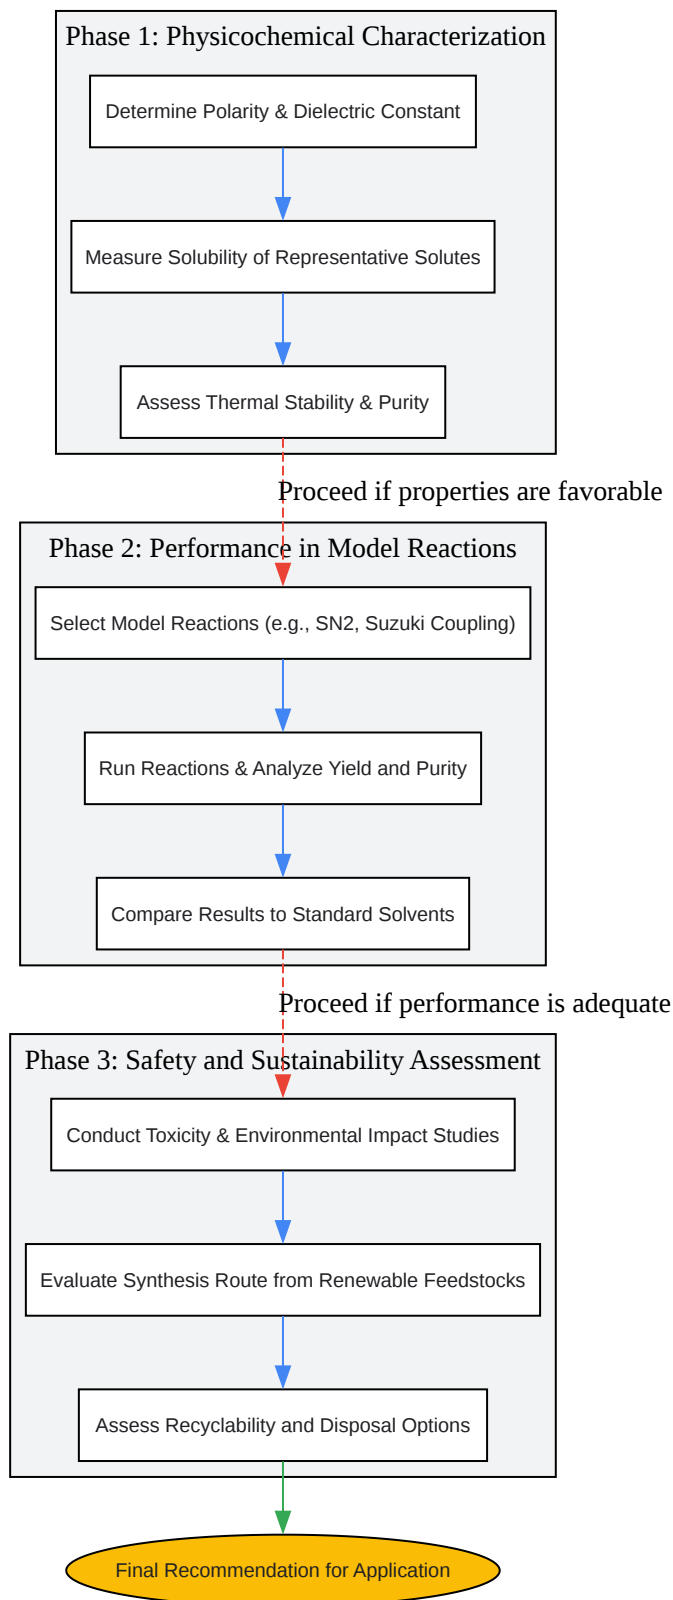 Phase 1: Physicochemical Characterization
Determine Polarity & Dielectric Constant
Measure Solubility of Representative Solutes
Assess Thermal Stability & Purity
Proceed if properties are favorable
Phase 2: Performance in Model Reactions
Select Model Reactions (e.g., SN2, Suzuki Coupling)
Run Reactions & Analyze Yield and Purity
Compare Results to Standard Solvents
Proceed if performance is adequate
Phase 3: Safety and Sustainability Assessment
Conduct Toxicity & Environmental Impact Studies
Evaluate Synthesis Route from Renewable Feedstocks
Assess Recyclability and Disposal Options
Final Recommendation for Application